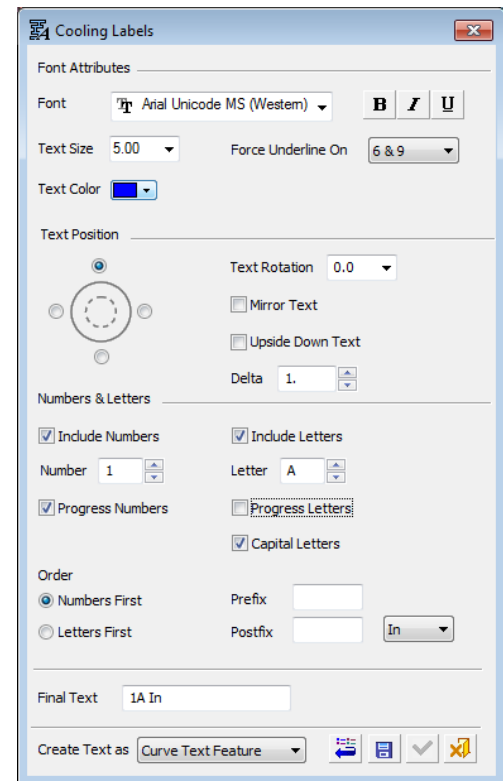 Cooling Labels
Font Attributes
Font Arial Unicode MS (Western) B I U
Text Size 5.00 Force Underline On 6 & 9
Text Color
Text Position
Text Rotation 0.0
Mirror Text
Upside Down Text
Delta 1.
Numbers & Letters
Include Numbers Include Letters
Number 1 Letter A
Progress Numbers Progress Letters
Capital Letters
Order
Numbers First Prefix
Letters First Postfix In
Final Text 1A In
Create Text as Curve Text Feature